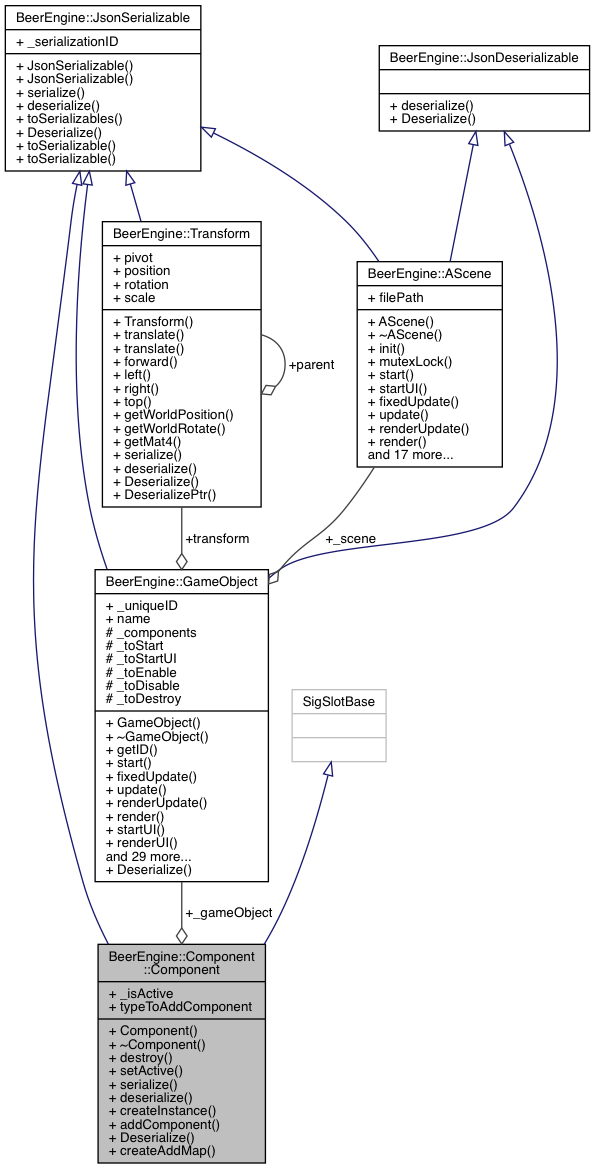 BeerEngine::JsonSerializable
+ _serializationID
+ JsonSerializable()
+ JsonSerializable()
+ serialize()
+ deserialize()
+ toSerializables()
+ Deserialize()
+ toSerializable()
+ toSerializable()
BeerEngine::JsonDeserializable
+ deserialize()
+ Deserialize()
BeerEngine::Transform
+ pivot
+ position
+ rotation
+ scale
+ Transform()
+ translate()
+ translate()
+ forward()
+ left()
+ right()
+ top()
+ getWorldPosition()
+ getWorldRotate()
+ getMat4()
+ serialize()
+ deserialize()
+ Deserialize()
+ DeserializePtr()
+parent
BeerEngine::AScene
+ filePath
+ AScene()
+ ~AScene()
+ init()
+ mutexLock()
+ start()
+ startUI()
+ fixedUpdate()
+ update()
+ renderUpdate()
+ render()
and 17 more...
+transform
+_scene
BeerEngine::GameObject
+ _uniqueID
+ name
# _components
# _toStart
# _toStartUI
# _toEnable
# _toDisable
# _toDestroy
+ GameObject()
+ ~GameObject()
+ getID()
+ start()
+ fixedUpdate()
+ update()
+ renderUpdate()
+ render()
+ startUI()
+ renderUI()
and 29 more...
+ Deserialize()
SigSlotBase
+_gameObject
BeerEngine::Component
::Component
+ _isActive
+ typeToAddComponent
+ Component()
+ ~Component()
+ destroy()
+ setActive()
+ serialize()
+ deserialize()
+ createInstance()
+ addComponent()
+ Deserialize()
+ createAddMap()